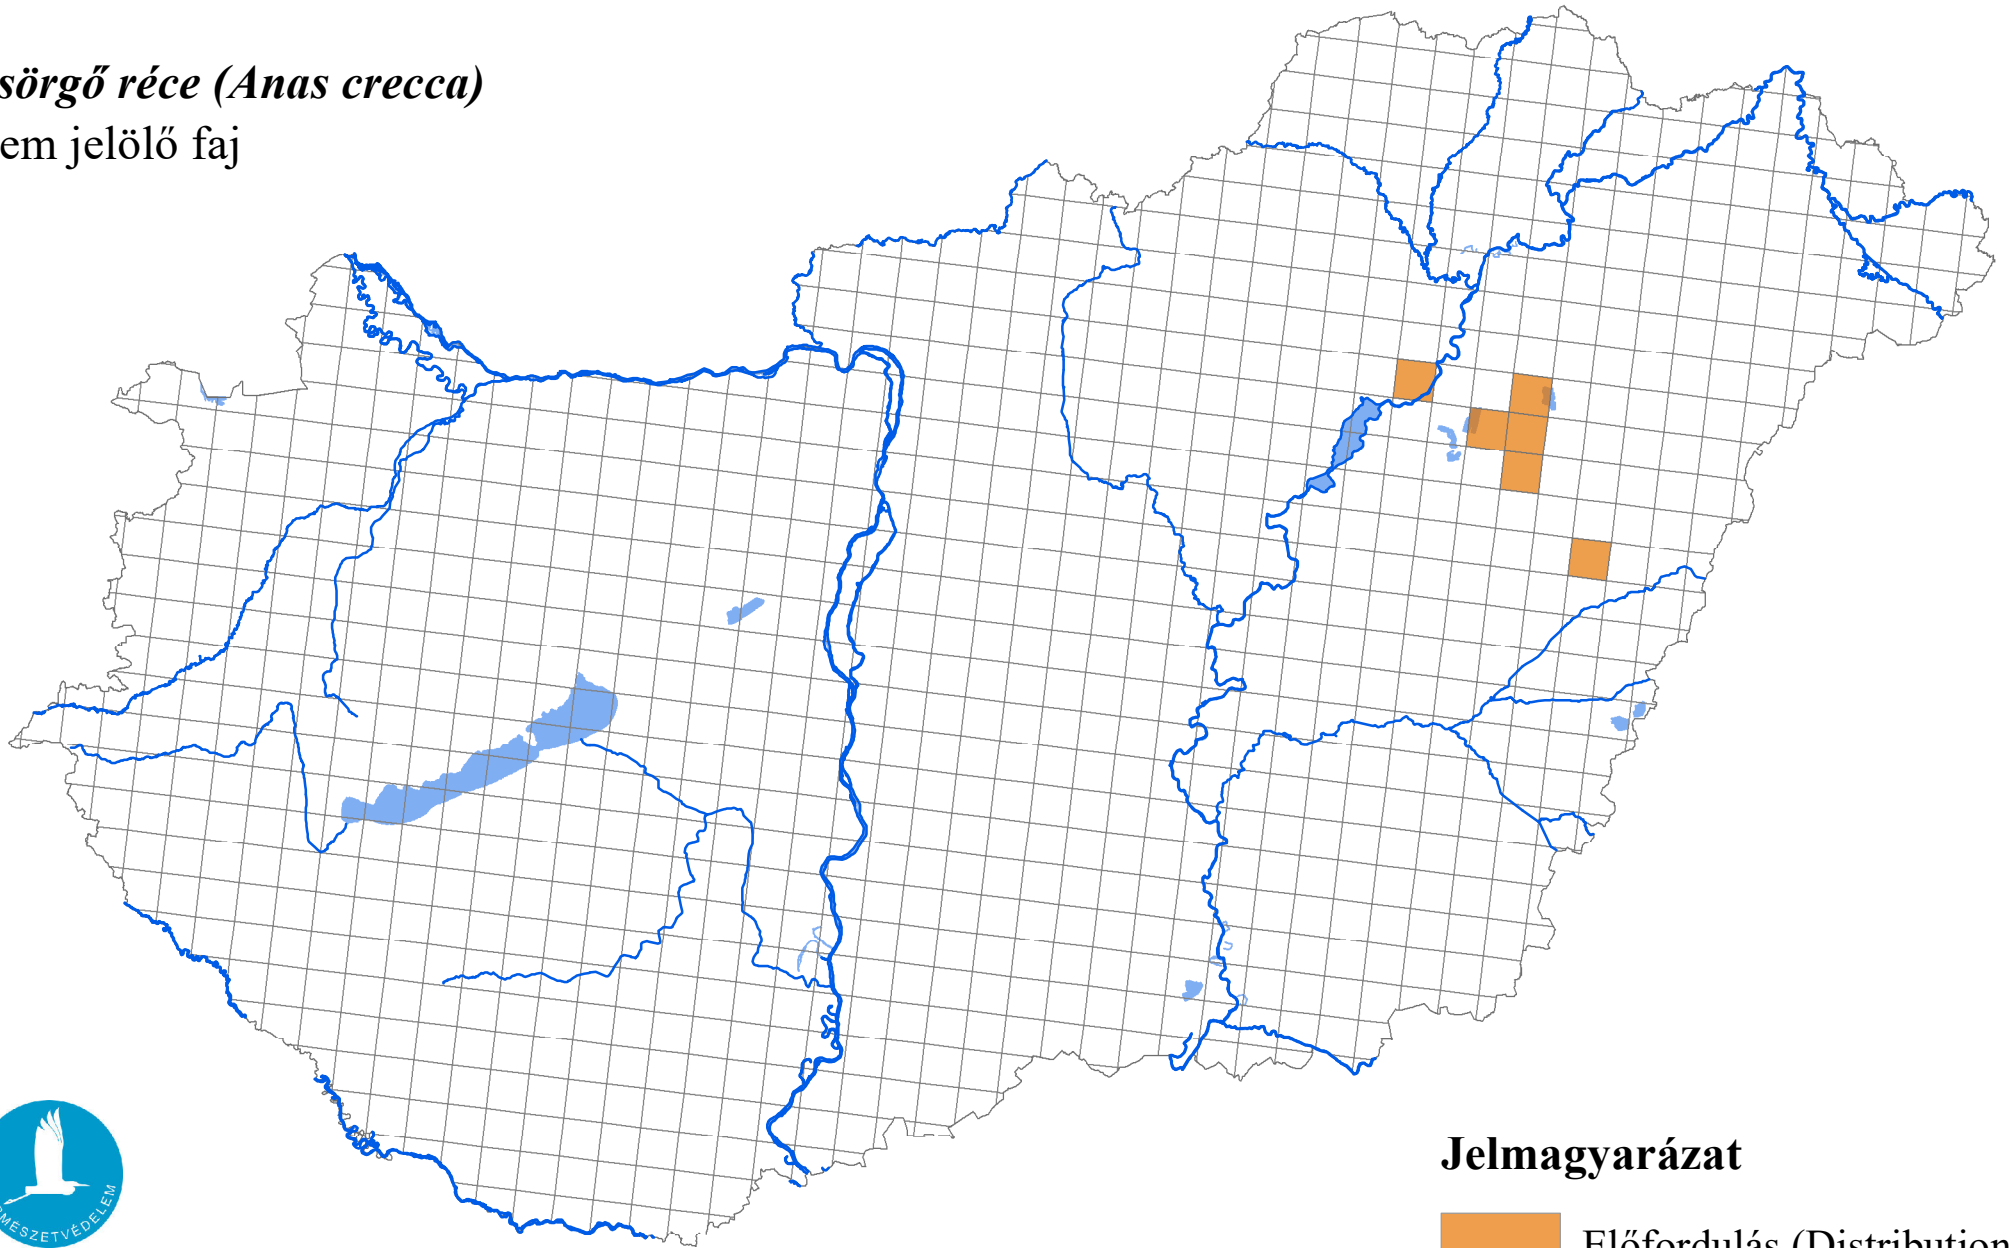 sörgő réce (Anas crecca)
em jelölő faj
Jelmagyarázat
Előfordulás (Distribution
MÉSZETVÉDELEM